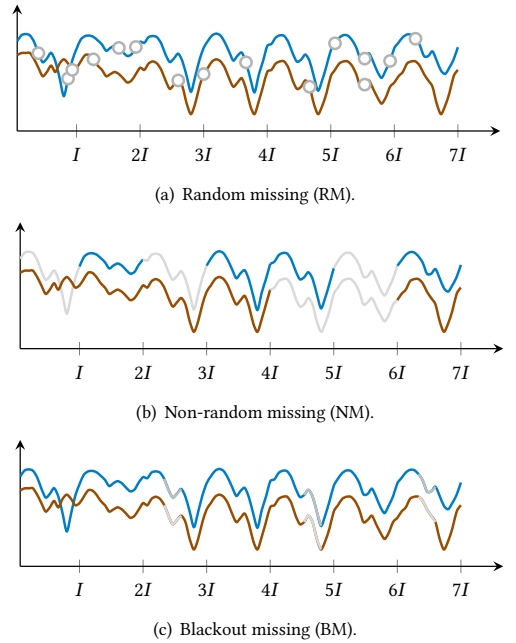 I 2I 3I 4I 5I 6I 7I
(a) Random missing (RM).
I 2I 3I 4I 5I 6I 7I
(b) Non-random missing (NM).
I 2I 3I 4I 5I 6I 7I
(c) Blackout missing (BM).